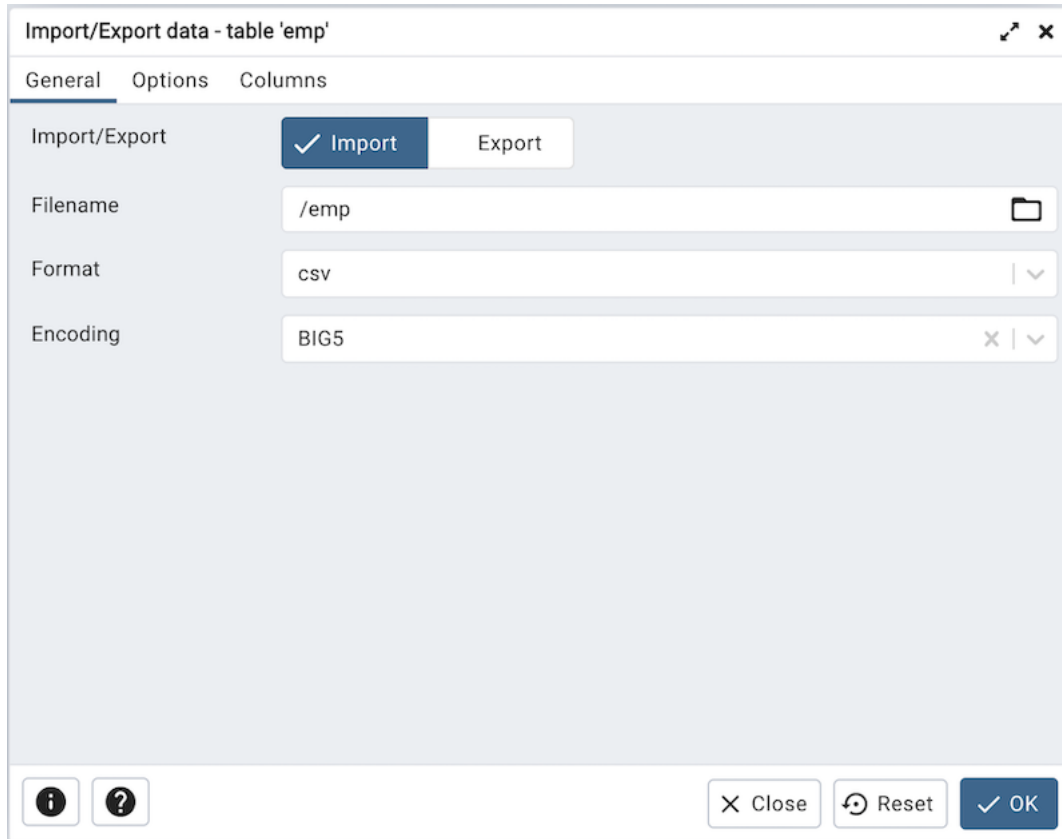 Import/Export data - table 'emp'
General Options Columns
Import/Export Import Export
Filename /emp
Format csv
Encoding BIG5
Close Reset OK